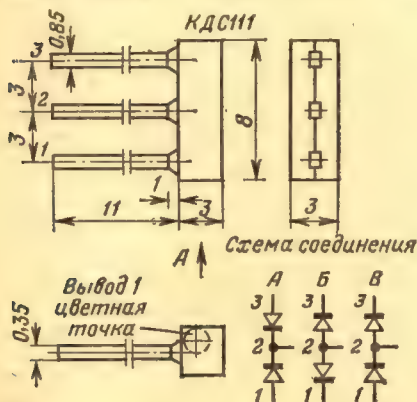 КДС111
3
0,85
3
2
3
1
8
1
11
3
3
А
Схема соединения
Вывод 1
цветная
точка
0,35
А Б В
3 3 3
2 2 2
1 1 1